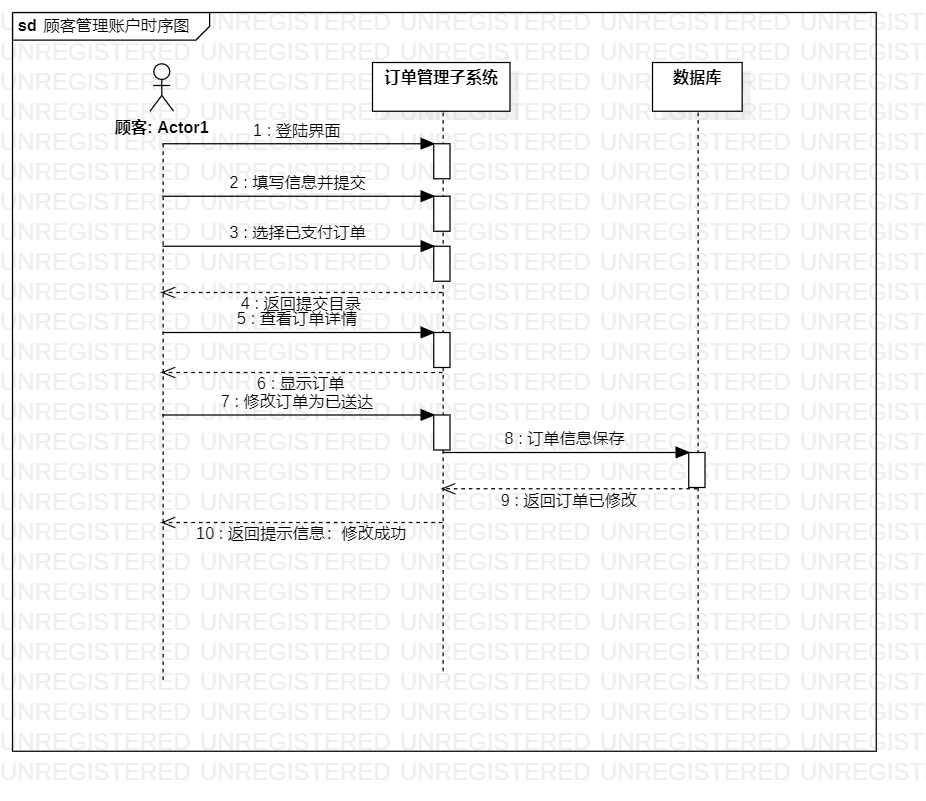 sd 顾客管理账户时序图
订单管理子系统
数据库
顾客: Actor1
1 : 登陆界面
2 : 填写信息并提交
3 : 选择已支付订单
4 : 返回提交目录
5 : 查看订单详情
6 : 显示订单
7 : 修改订单为已送达
8 : 订单信息保存
9 : 返回订单已修改
10 : 返回提示信息：修改成功
UNREGISTERED